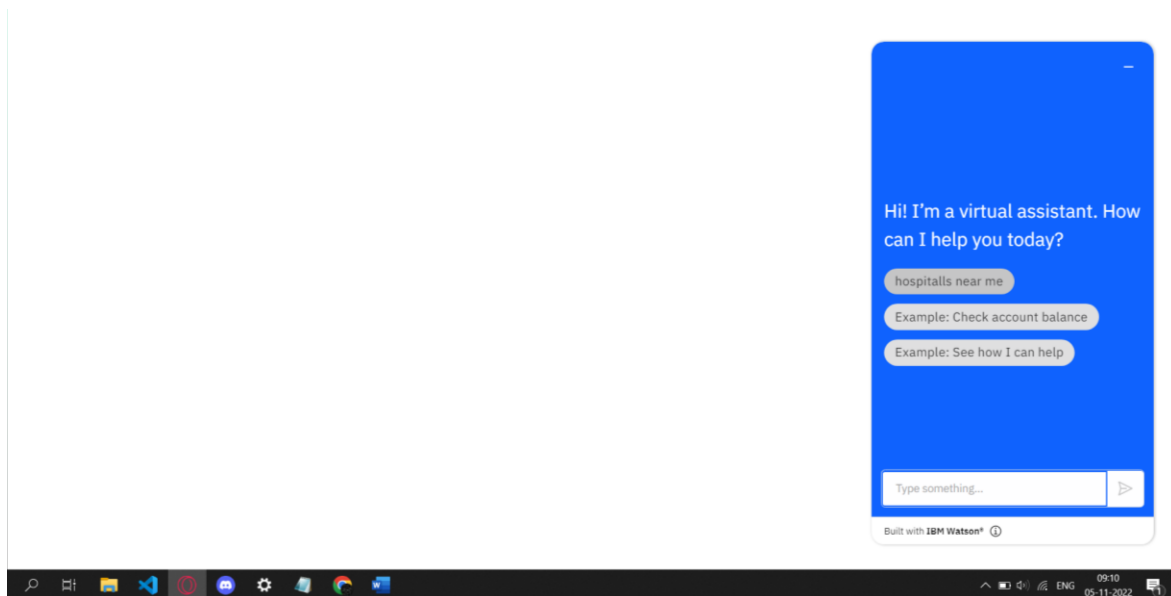 Hi! I'm a virtual assistant. How
can I help you today?
hospitalls near me
Example: Check account balance
Example: See how I can help
Type something...
Built with IBM Watson®
ENG
09:10
05-11-2022